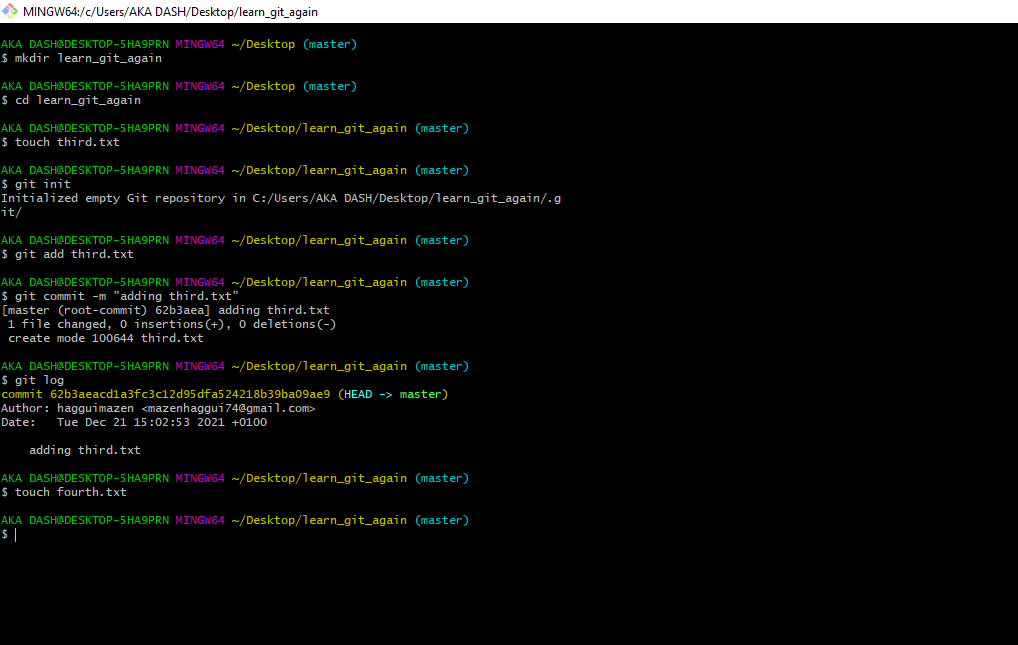 MINGW64:/c/Users/AKA DASH/Desktop/learn_git_again
AKA DASH@DESKTOP-5HA9PRN MINGW64 ~/Desktop (master)
$ mkdir learn_git_again
AKA DASH@DESKTOP-5HA9PRN MINGW64 ~/Desktop (master)
$ cd learn_git_again
AKA DASH@DESKTOP-5HA9PRN MINGW64 ~/Desktop/learn_git_again (master)
$ touch third.txt
AKA DASH@DESKTOP-5HA9PRN MINGW64 ~/Desktop/learn_git_again (master)
$ git init
Initialized empty Git repository in C:/Users/AKA DASH/Desktop/learn_git_again/.g
it/
AKA DASH@DESKTOP-5HA9PRN MINGW64 ~/Desktop/learn_git_again (master)
$ git add third.txt
AKA DASH@DESKTOP-5HA9PRN MINGW64 ~/Desktop/learn_git_again (master)
$ git commit -m "adding third.txt"
[master (root-commit) 62b3aea] adding third.txt
 1 file changed, 0 insertions(+), 0 deletions(-)
 create mode 100644 third.txt
AKA DASH@DESKTOP-5HA9PRN MINGW64 ~/Desktop/learn_git_again (master)
$ git log
commit 62b3aeacd1a3fc3c12d95dfa524218b39ba09ae9 (HEAD -> master)
Author: hagguimazen <mazenhaggui74@gmail.com>
Date:   Tue Dec 21 15:02:53 2021 +0100
    adding third.txt
AKA DASH@DESKTOP-5HA9PRN MINGW64 ~/Desktop/learn_git_again (master)
$ touch fourth.txt
AKA DASH@DESKTOP-5HA9PRN MINGW64 ~/Desktop/learn_git_again (master)
$